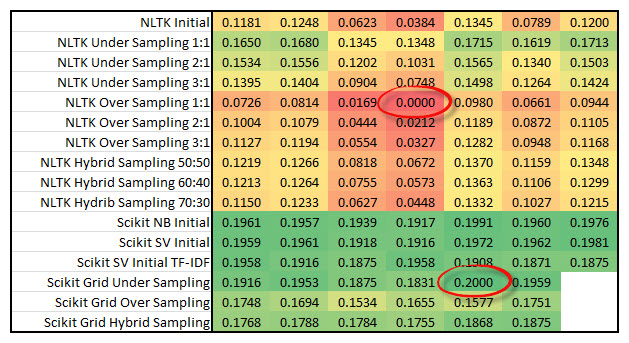 NLTK Initial 0.1181 0.1248 0.0623 0.0384 0.1345 0.0789 0.1200
NLTK Under Sampling 1:1 0.1650 0.1680 0.1345 0.1348 0.1715 0.1619 0.1713
NLTK Under Sampling 2:1 0.1534 0.1556 0.1202 0.1031 0.1565 0.1340 0.1503
NLTK Under Sampling 3:1 0.1395 0.1404 0.0904 0.0748 0.1498 0.1264 0.1424
NLTK Over Sampling 1:1 0.0726 0.0814 0.0169 0.0000 0.0980 0.0661 0.0944
NLTK Over Sampling 2:1 0.1004 0.1079 0.0444 0.0212 0.1189 0.0872 0.1105
NLTK Over Sampling 3:1 0.1127 0.1194 0.0554 0.0327 0.1282 0.0948 0.1168
NLTK Hybrid Sampling 50:50 0.1219 0.1266 0.0818 0.0672 0.1370 0.1159 0.1348
NLTK Hybrid Sampling 60:40 0.1213 0.1264 0.0755 0.0573 0.1363 0.1106 0.1299
NLTK Hydrib Sampling 70:30 0.1150 0.1233 0.0627 0.0448 0.1332 0.1027 0.1215
Scikit NB Initial 0.1961 0.1957 0.1939 0.1917 0.1991 0.1960 0.1976
Scikit SV Initial 0.1959 0.1961 0.1918 0.1916 0.1972 0.1962 0.1981
Scikit SV Initial TF-IDF 0.1958 0.1916 0.1875 0.1958 0.1908 0.1871 0.1875
Scikit Grid Under Sampling 0.1916 0.1953 0.1875 0.1831 0.2000 0.1959
Scikit Grid Over Sampling 0.1748 0.1694 0.1534 0.1655 0.1577 0.1751
Scikit Grid Hybrid Sampling 0.1768 0.1788 0.1784 0.1755 0.1868 0.1875